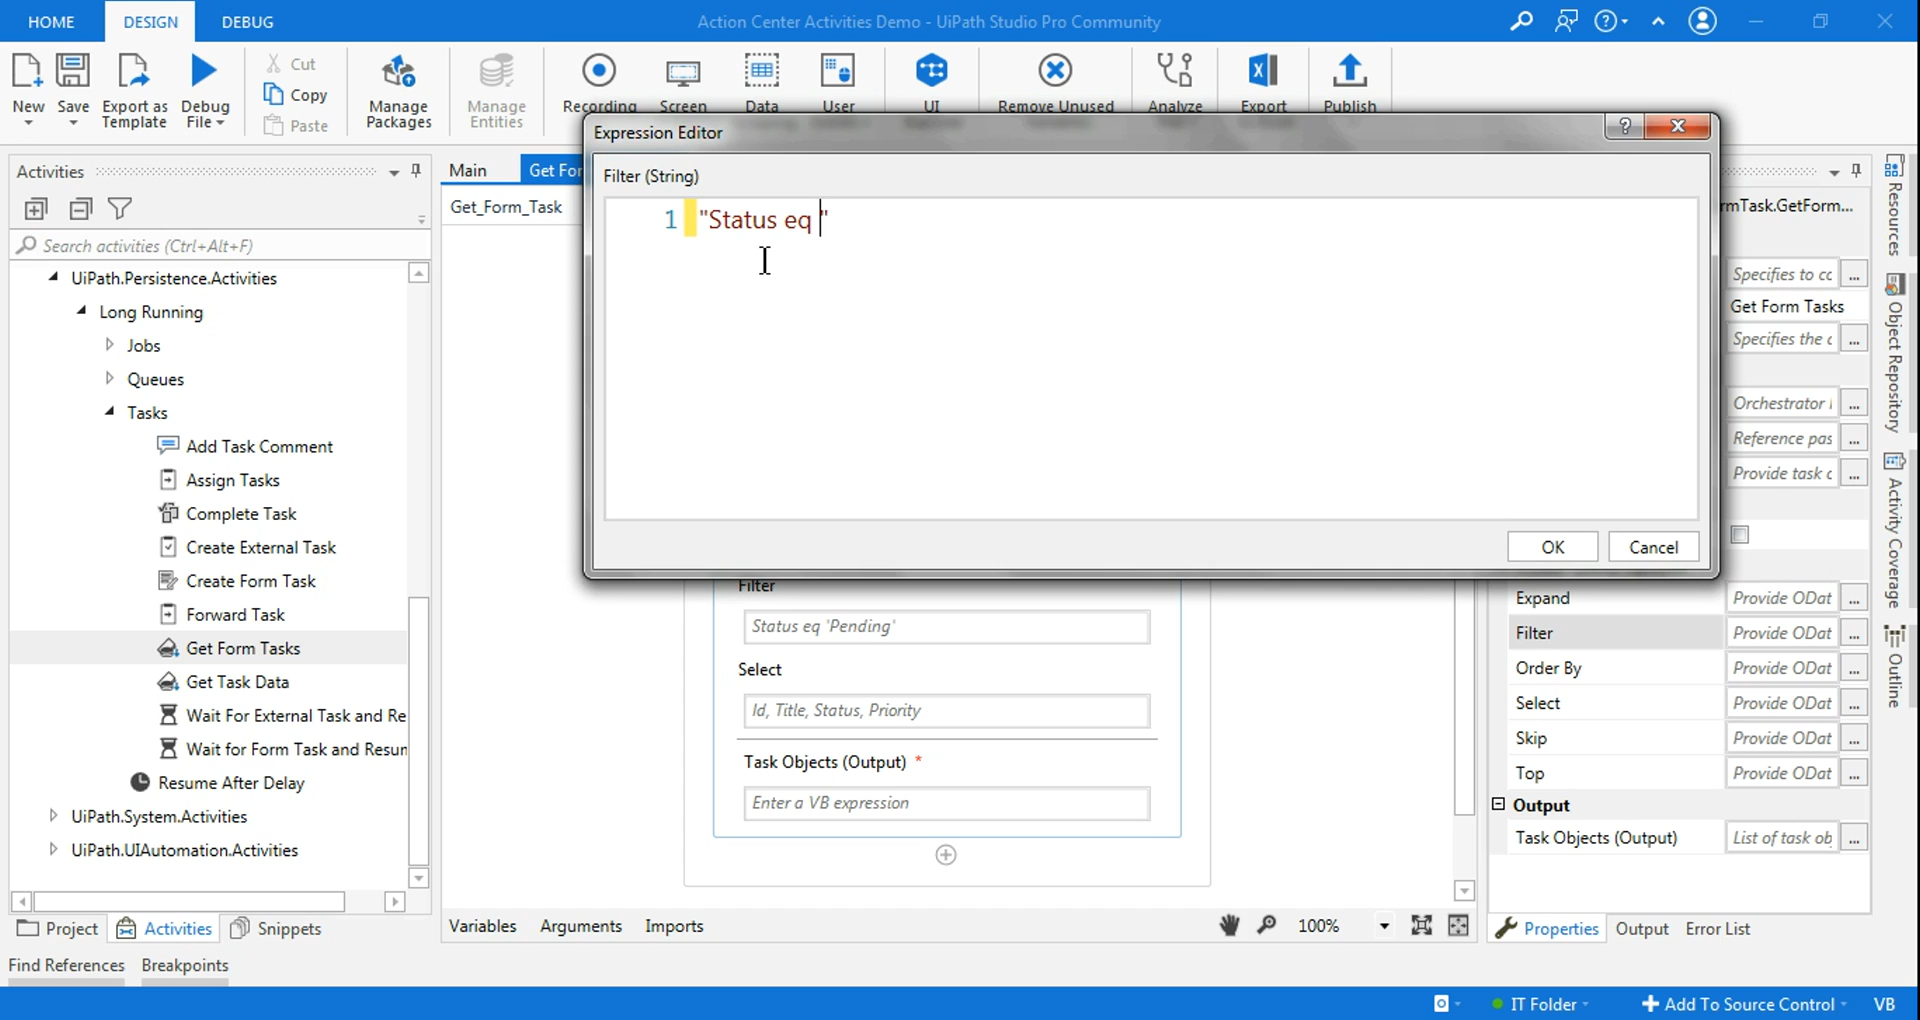 HOME
DESIGN
DEBUG
Action Center Activities Demo - UiPath Studio Pro Community
New
Save
Export as
Template
Debug
File
Cut
Copy
Paste
Manage
Packages
Manage
Entities
Recording
Screen
Data
User
UI
Remove Unused
Analyze
Export
Publish
Activities
Search activities (Ctrl+Alt+F)
UiPath.Persistence.Activities
Long Running
Jobs
Queues
Tasks
Add Task Comment
Assign Tasks
Complete Task
Create External Task
Create Form Task
Forward Task
Get Form Tasks
Get Task Data
Wait For External Task and Re
Wait for Form Task and Resun
Resume After Delay
UiPath.System.Activities
UiPath.UIAutomation.Activities
Project
Activities
Snippets
Find References
Breakpoints
Main
Get For
Get_Form_Task
Expression Editor
Filter (String)
1 "Status eq "
OK
Cancel
Filter
Status eq 'Pending'
Select
Id, Title, Status, Priority
Task Objects (Output) *
Enter a VB expression
Variables
Arguments
Imports
100%
rmTask.GetForm...
Specifies to cc ...
Get Form Tasks
Specifies the c ...
Orchestrator I ...
Reference pas ...
Provide task c ...
Expand Provide ODat ...
Filter Provide ODat ...
Order By Provide ODat ...
Select Provide ODat ...
Skip Provide ODat ...
Top Provide ODat ...
Output
Task Objects (Output) List of task ob ...
Properties
Output
Error List
Resources
Object Repository
Activity Coverage
Outline
IT Folder
Add To Source Control
VB